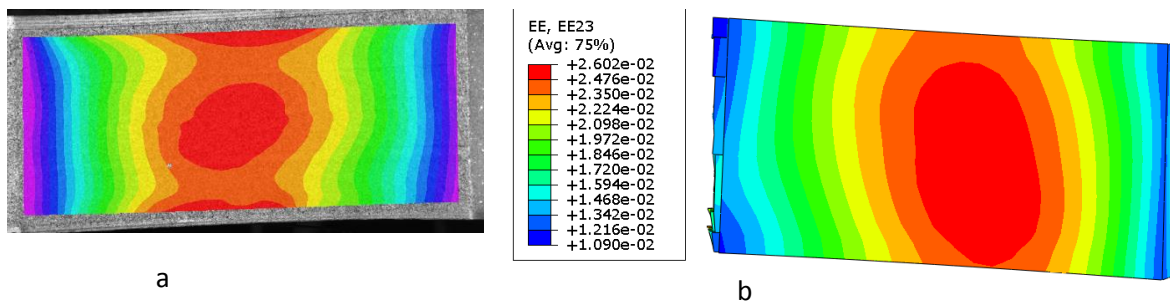 EE, EE23
(Avg: 75%)
+2.602e-02
+2.476e-02
+2.350e-02
+2.224e-02
+2.098e-02
+1.972e-02
+1.846e-02
+1.720e-02
+1.594e-02
+1.468e-02
+1.342e-02
+1.216e-02
+1.090e-02
a
b